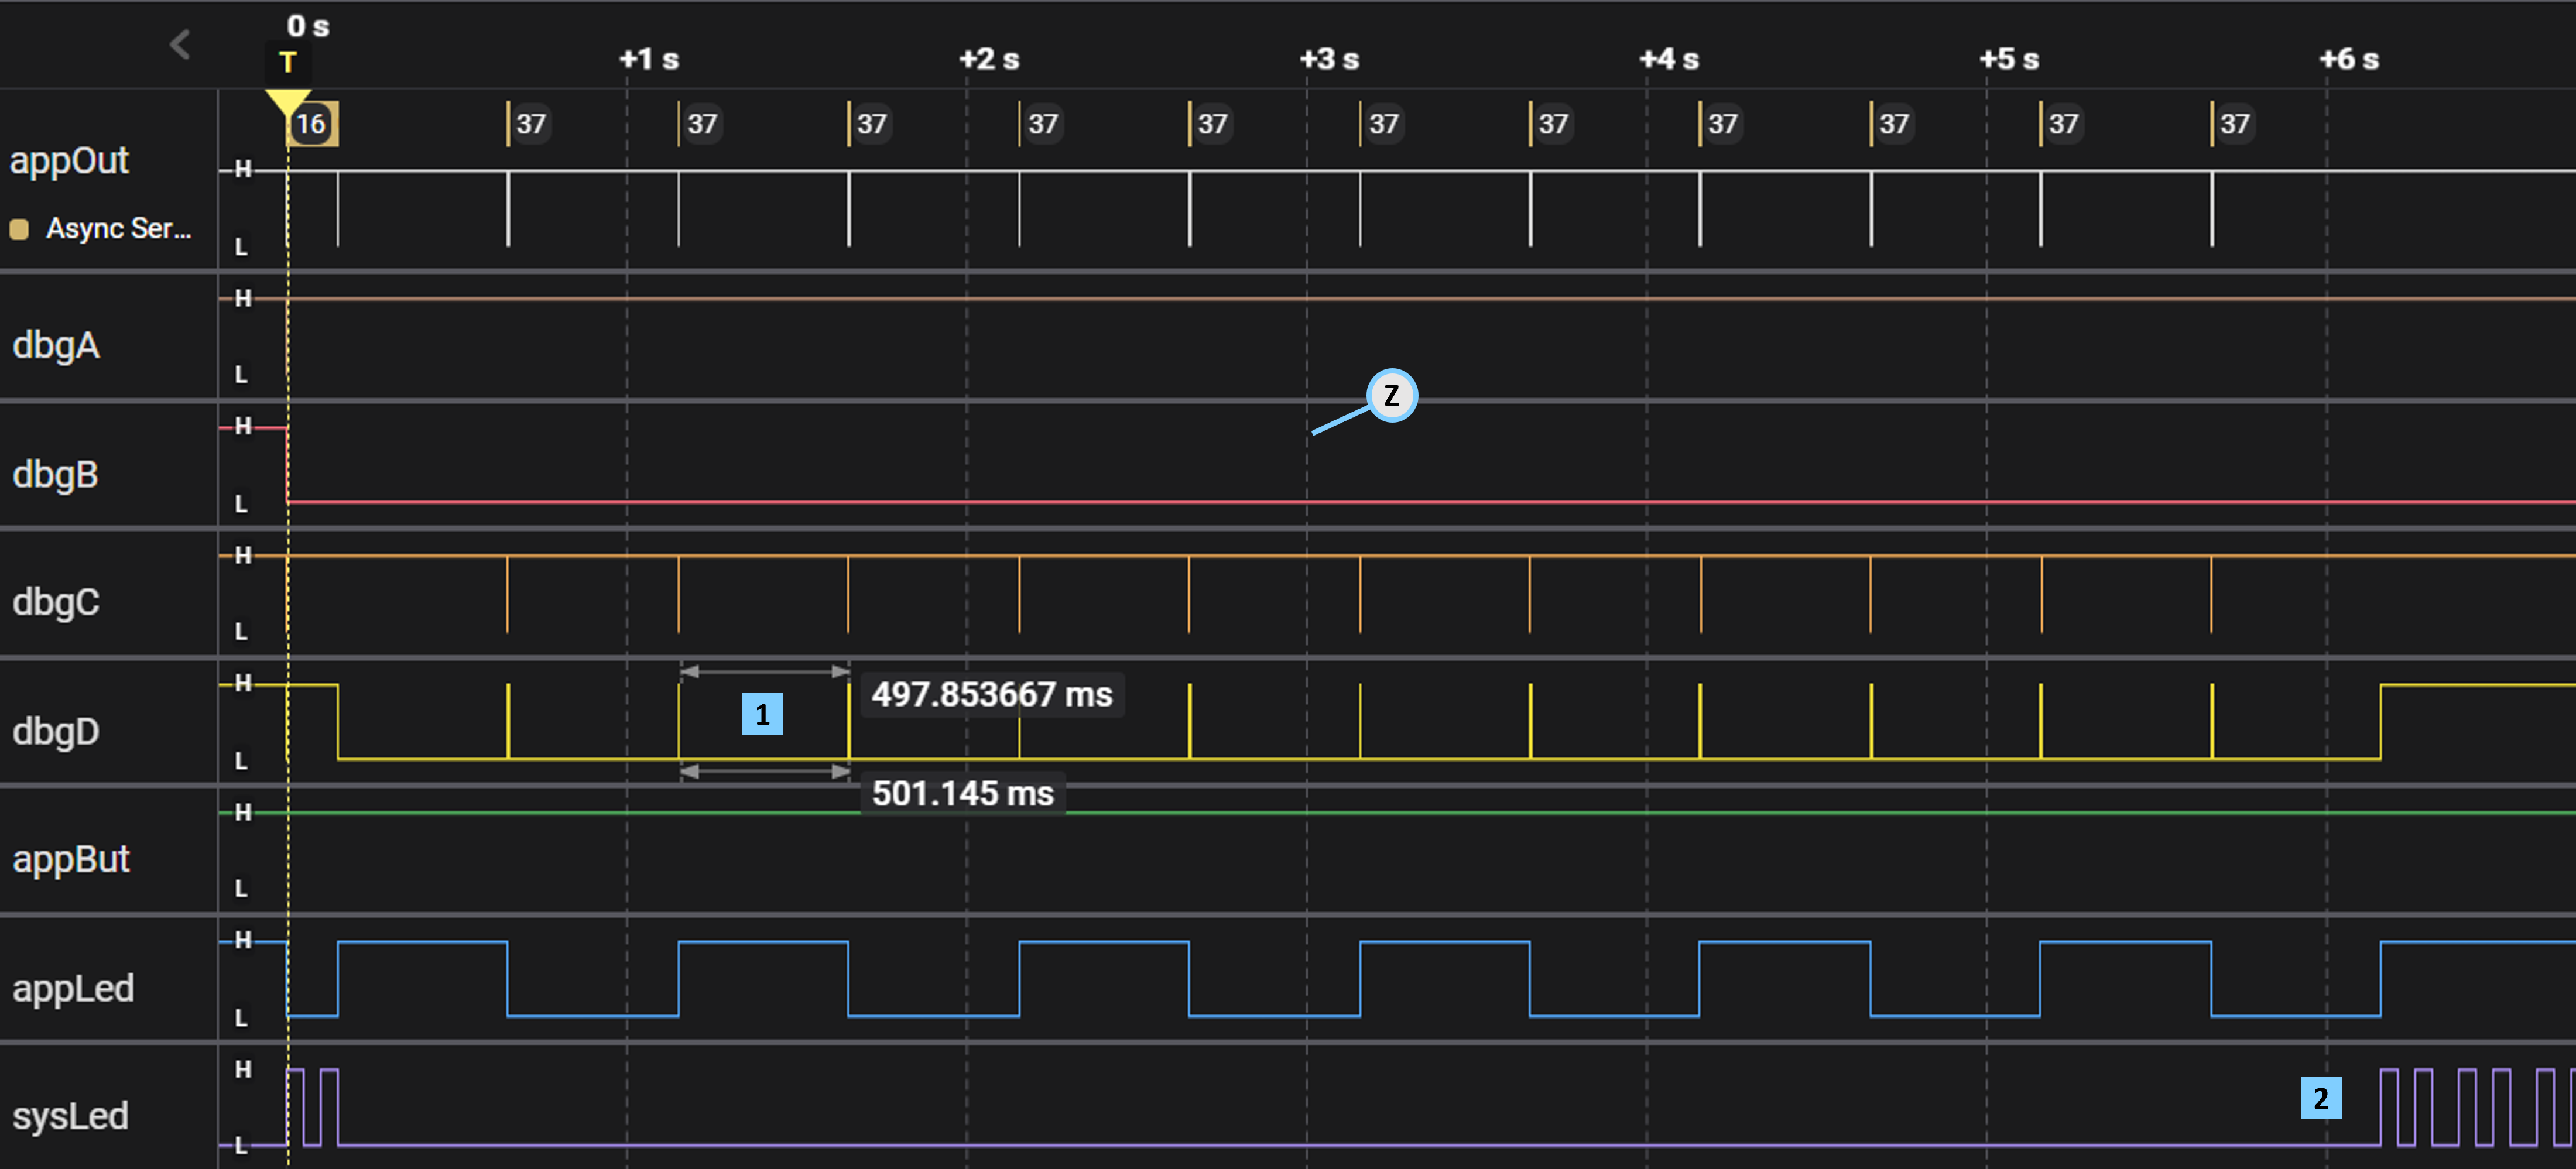 0 s
T
+1 s +2 s +3 s +4 s +5 s +6 s
16 37 37 37 37 37 37 37 37 37 37 37
appOut H
Async Ser...
L
H
dbgA
L
Z
H
dbgB
L
H
dbgC
L
H
497.853667 ms
1
dbgD
L
501.145 ms
H
appBut
L
H
appLed
L
H
2
sysLed
L